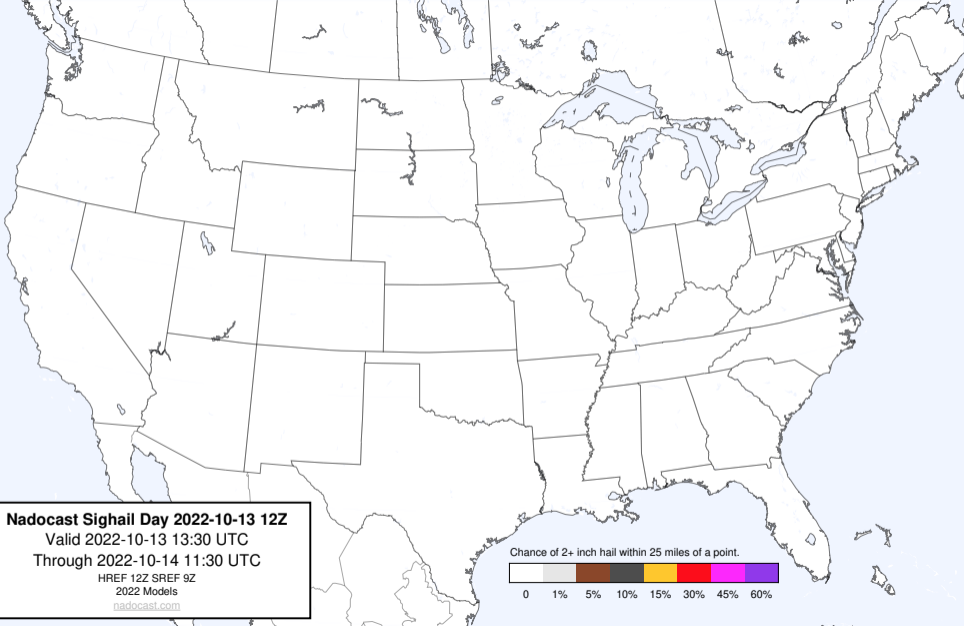 Nadocast Sighail Day 2022-10-13 12Z
Valid 2022-10-13 13:30 UTC
Through 2022-10-14 11:30 UTC
HREF 12Z SREF 9Z
2022 Models
nadocast.com
Chance of 2+ inch hail within 25 miles of a point.
0 1% 5% 10% 15% 30% 45% 60%